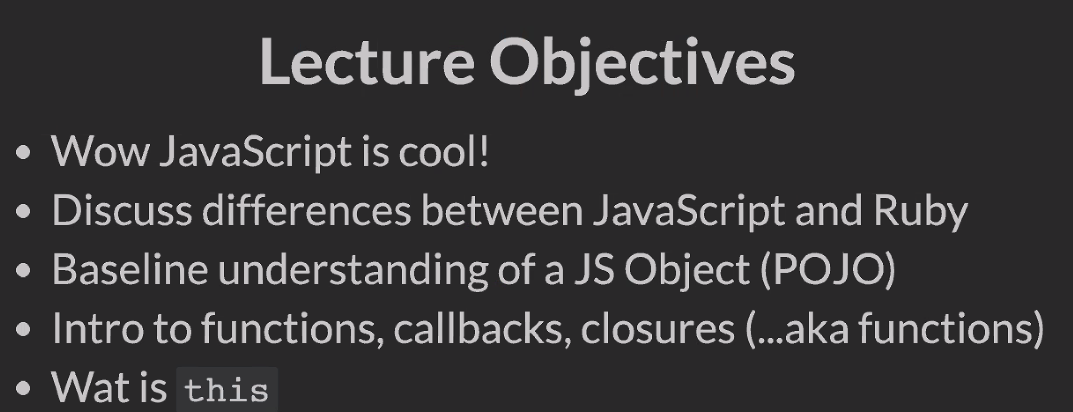 Lecture Objectives
• Wow JavaScript is cool!
• Discuss differences between JavaScript and Ruby
• Baseline understanding of a JS Object (POJO)
• Intro to functions, callbacks, closures (...aka functions)
• Wat is this